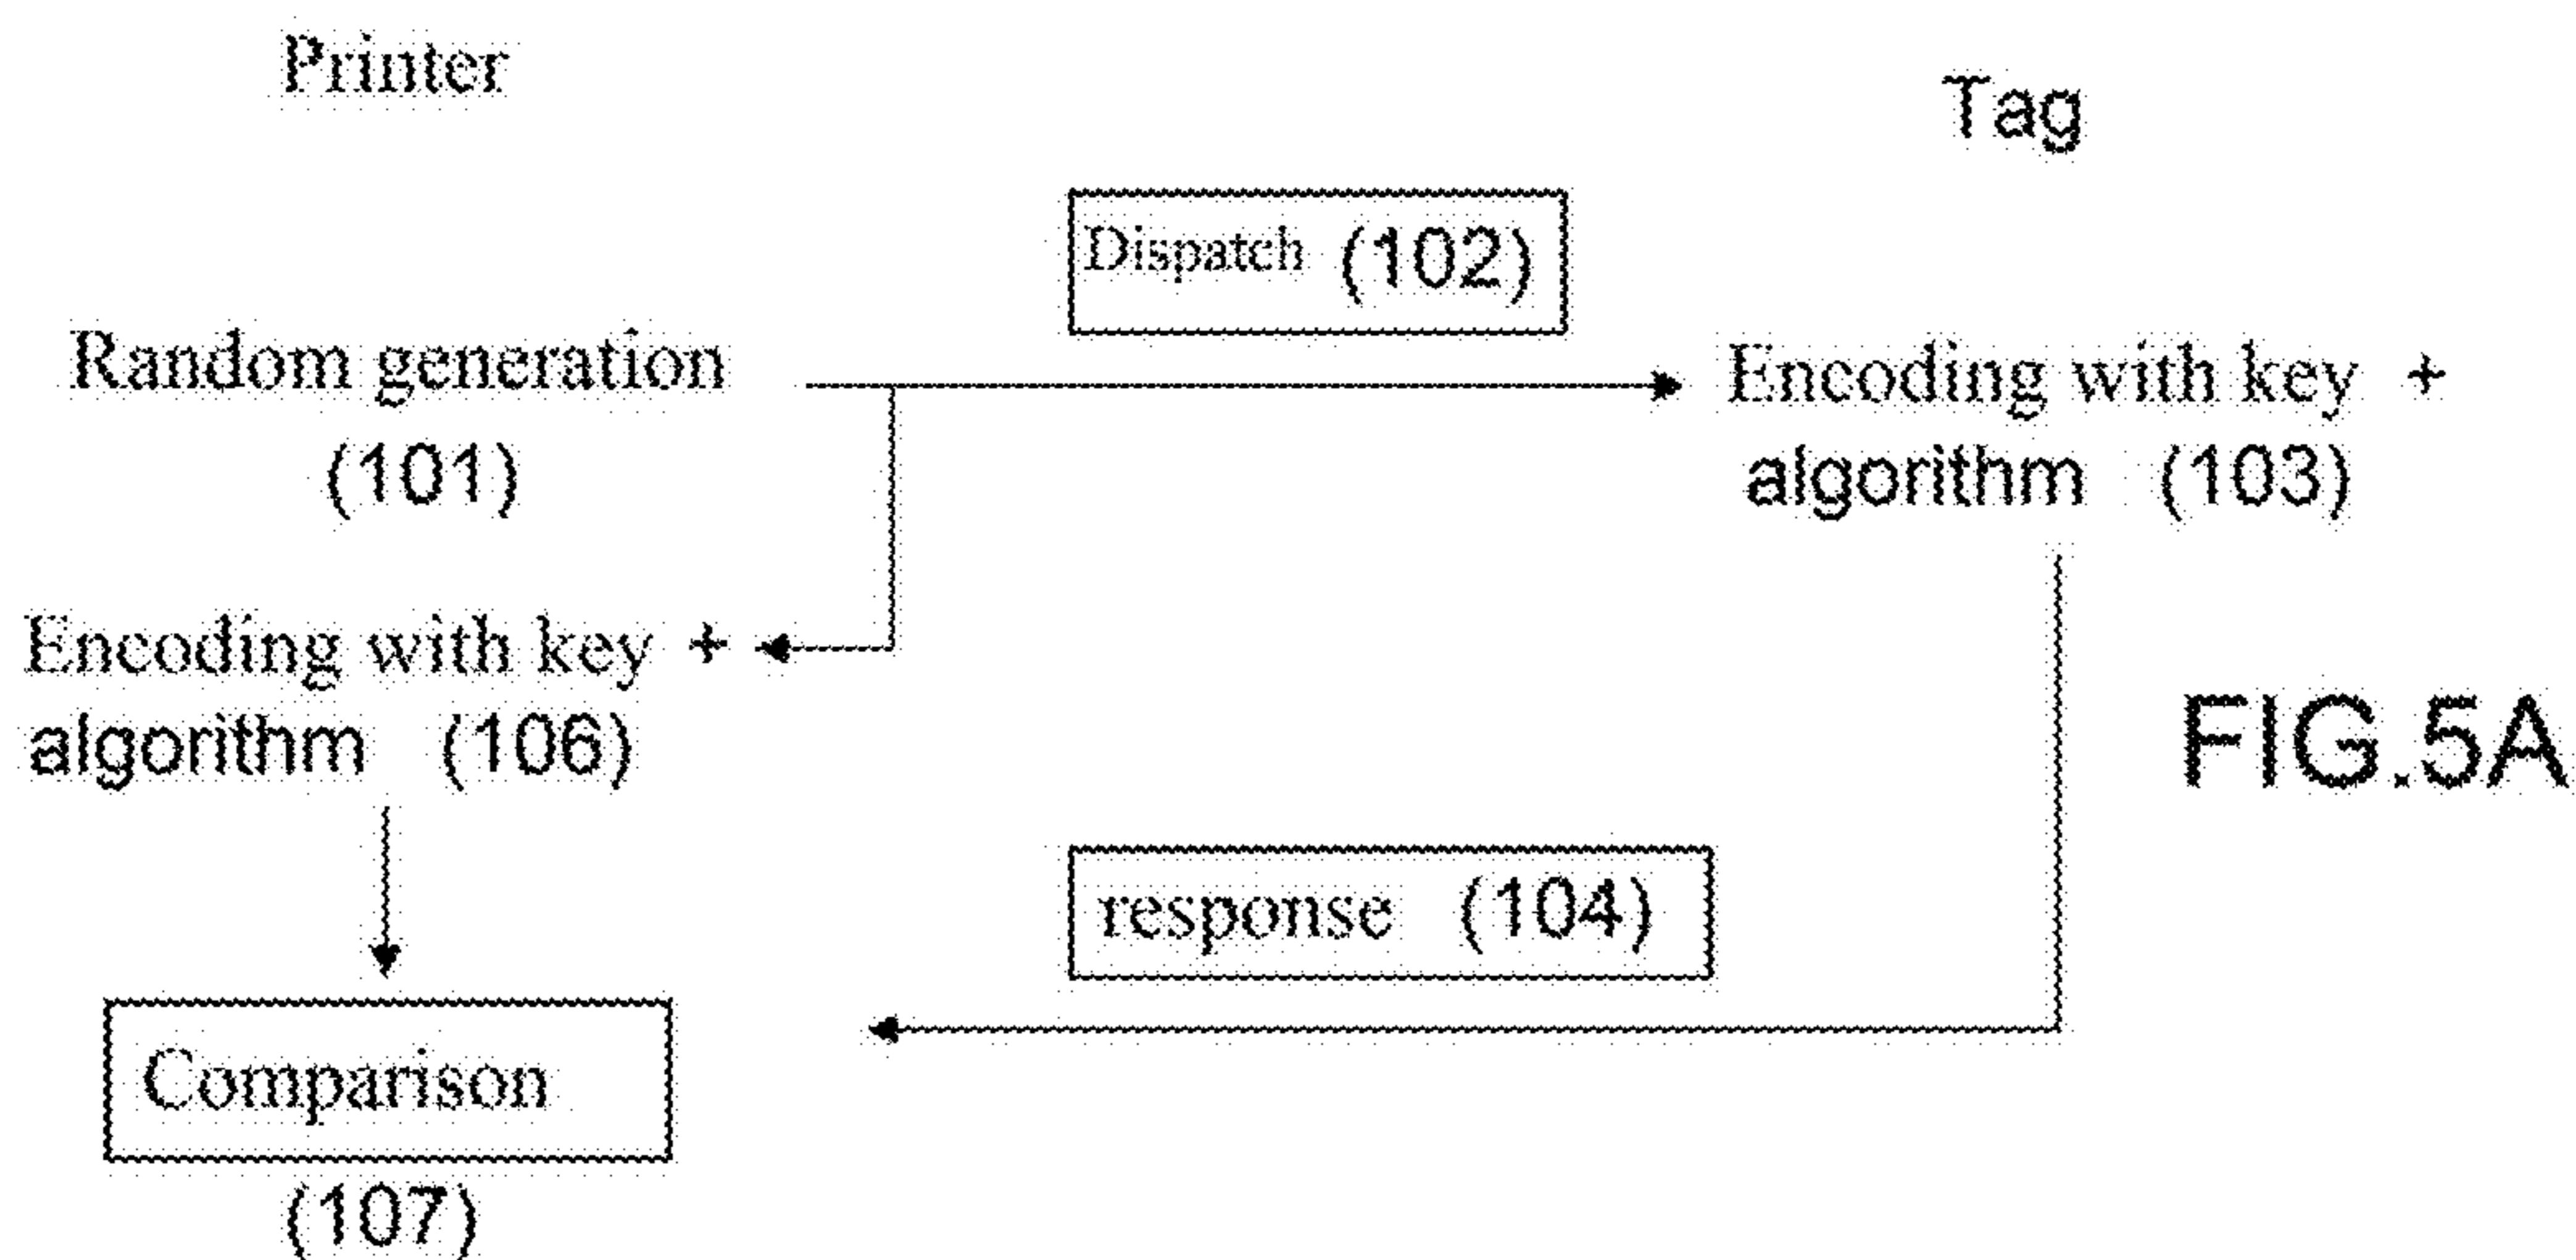 Printer
Tag
Dispatch (102)
Random generation
(101)
Encoding with key +
algorithm (103)
Encoding with key +
algorithm (106)
FIG.5A
response (104)
Comparison
(107)